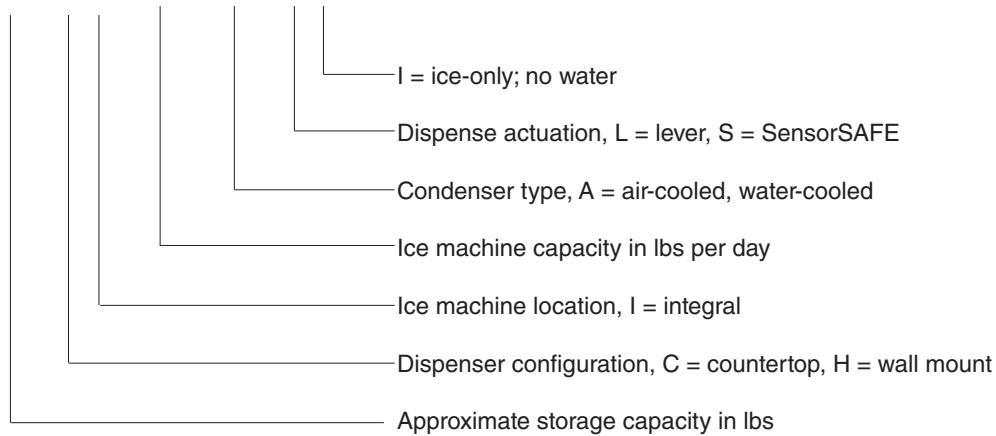 I = ice-only; no water
Dispense actuation, L = lever, S = SensorSAFE
Condenser type, A = air-cooled, water-cooled
Ice machine capacity in lbs per day
Ice machine location, I = integral
Dispenser configuration, C = countertop, H = wall mount
Approximate storage capacity in lbs